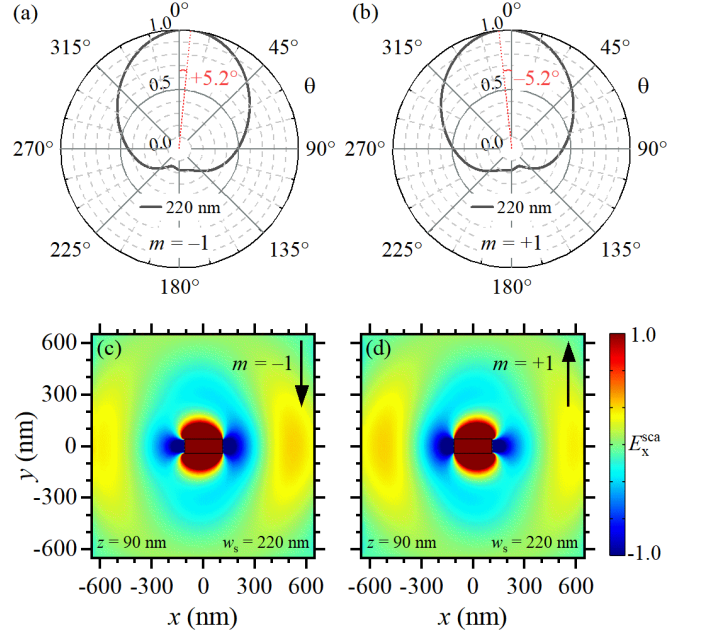 (a)
0°
1.0
315°
45°
+5.2°
θ
0.5
270°
0.0
90°
220 nm
225°
m = –1
135°
180°
(b)
0°
1.0
315°
45°
–5.2°
θ
0.5
270°
0.0
90°
220 nm
225°
m = +1
135°
180°
y (nm)
600
300
0
-300
-600
(c)
m = –1
z = 90 nm
ws = 220 nm
-600 -300 0 300 600
x (nm)
(d)
m = +1
z = 90 nm
ws = 220 nm
-600 -300 0 300 600
x (nm)
1.0
Exsca
-1.0